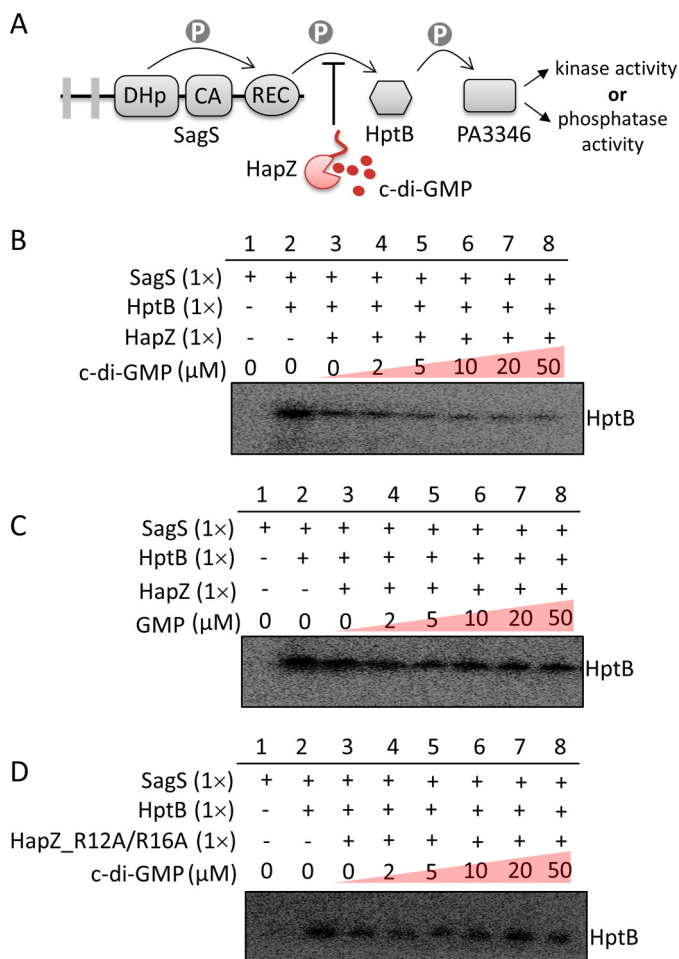 A
P P P
DHp CA REC
SagS
HptB
PA3346
kinase activity
or
phosphatase
activity
HapZ
c-di-GMP
B
1 2 3 4 5 6 7 8
SagS (1×) + + + + + + + +
HptB (1×) - + + + + + + +
HapZ (1×) - - + + + + + +
c-di-GMP (μM) 0 0 0 2 5 10 20 50
HptB
C
1 2 3 4 5 6 7 8
SagS (1×) + + + + + + + +
HptB (1×) - + + + + + + +
HapZ (1×) - - + + + + + +
GMP (μM) 0 0 0 2 5 10 20 50
HptB
D
1 2 3 4 5 6 7 8
SagS (1×) + + + + + + + +
HptB (1×) - + + + + + + +
HapZ_R12A/R16A (1×) - - + + + + + +
c-di-GMP (μM) 0 0 0 2 5 10 20 50
HptB